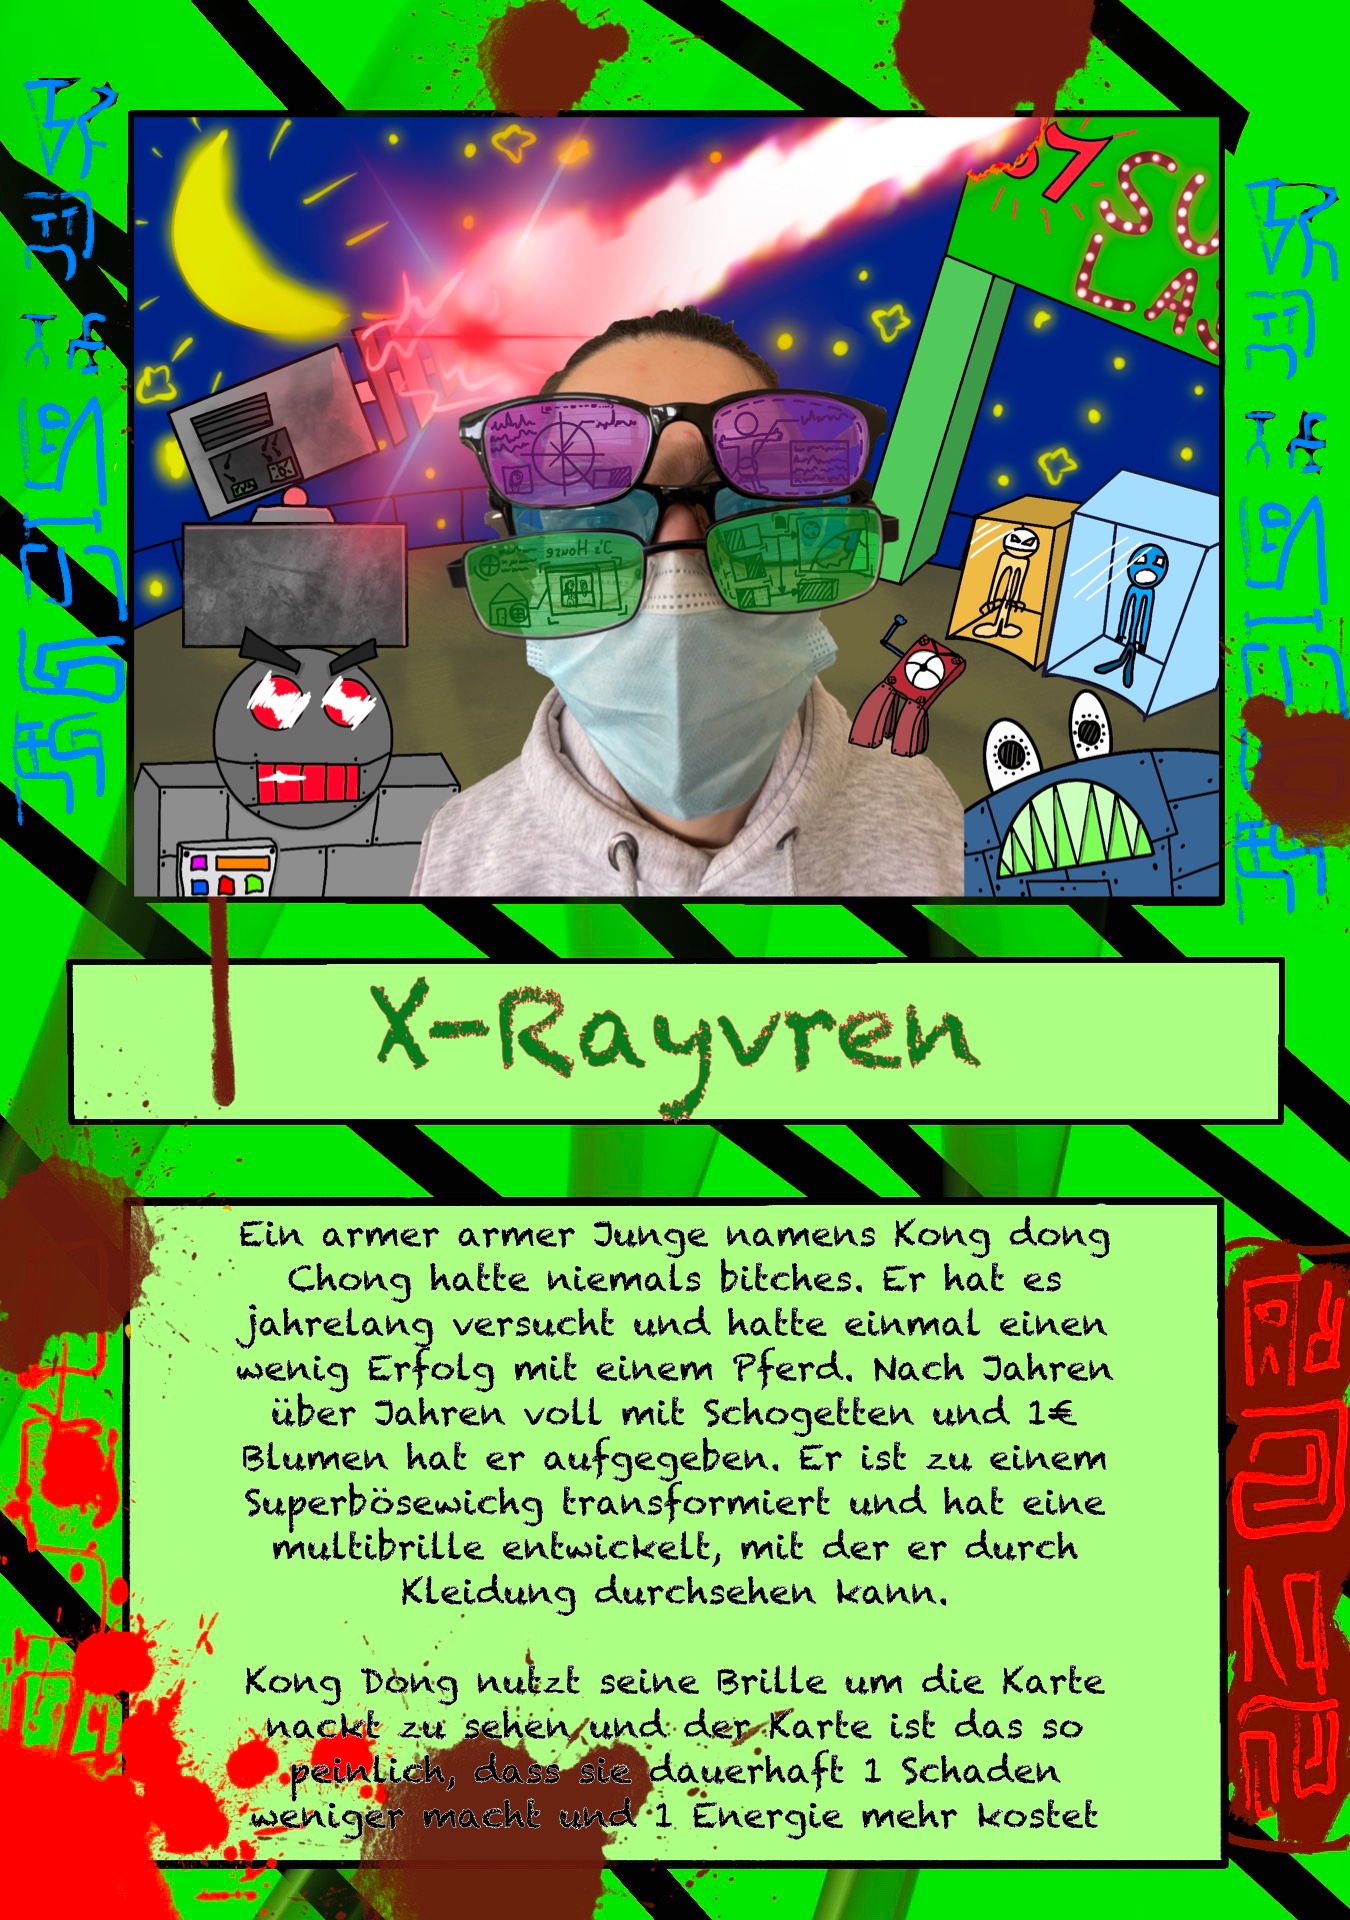 SU
LAS
J's House
X-Rayvren
Ein armer armer Junge namens Kong dong
Chong hatte niemals bitches. Er hat es
jahrelang versucht und hatte einmal einen
wenig Erfolg mit einem Pferd. Nach Jahren
über Jahren voll mit Schogetten und 1€
Blumen hat er aufgegeben. Er ist zu einem
Superbösewichg transformiert und hat eine
multibrille entwickelt, mit der er durch
Kleidung durchsehen kann.
Kong Dong nutzt seine Brille um die Karte
nackt zu sehen und der Karte ist das so
peinlich, dass sie dauerhaft 1 Schaden
weniger macht und 1 Energie mehr kostet